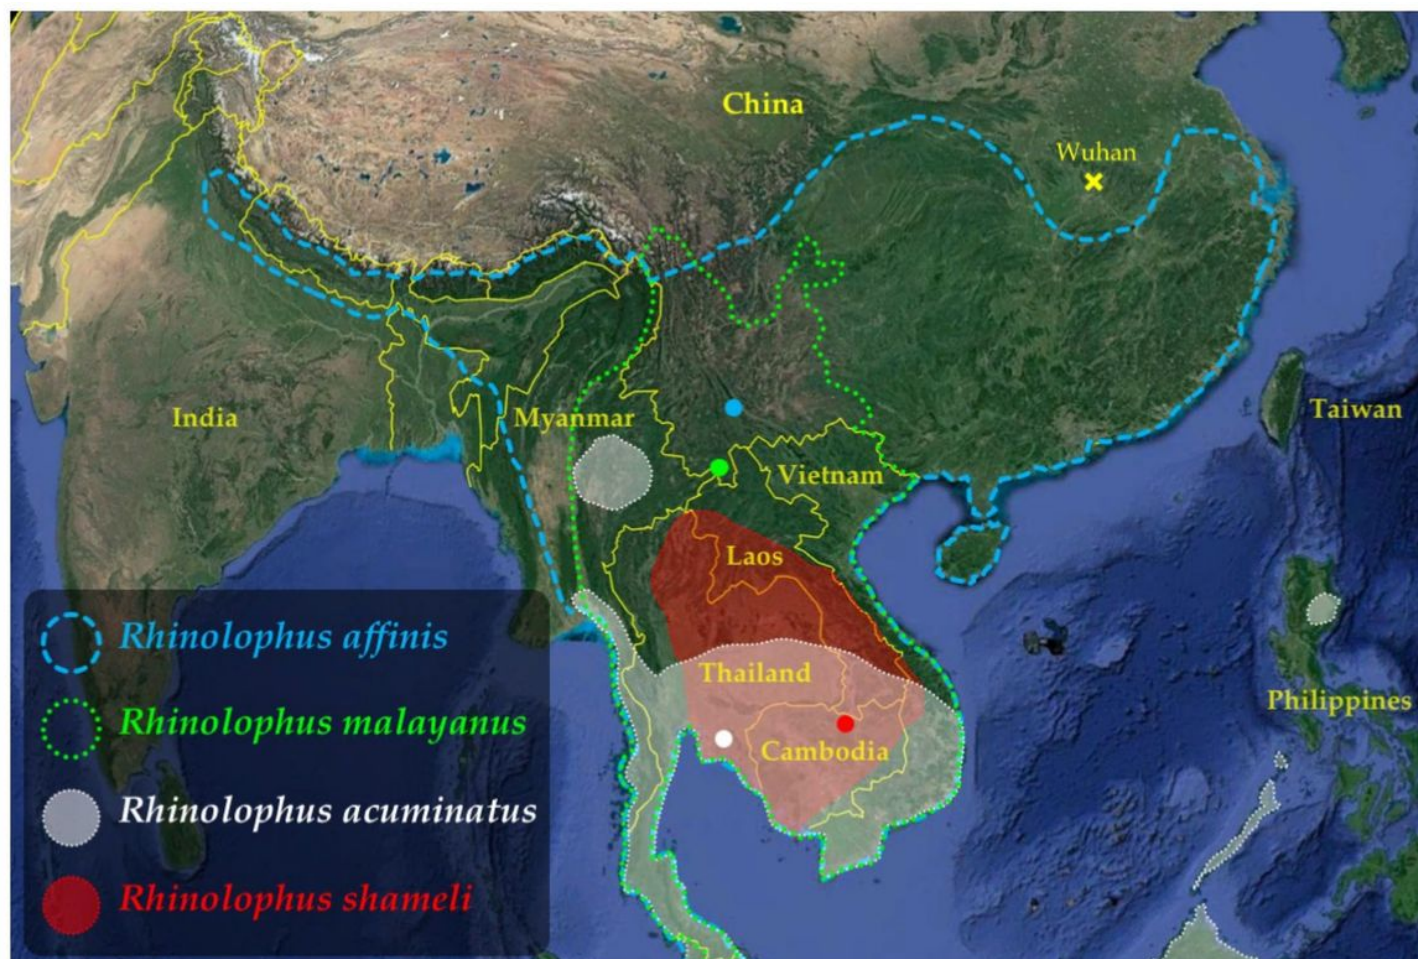 China
Wuhan
India
Myanmar
Taiwan
Vietnam
Laos
Thailand
Philippines
Cambodia
Rhinolophus affinis
Rhinolophus malayanus
Rhinolophus acuminatus
Rhinolophus shameli